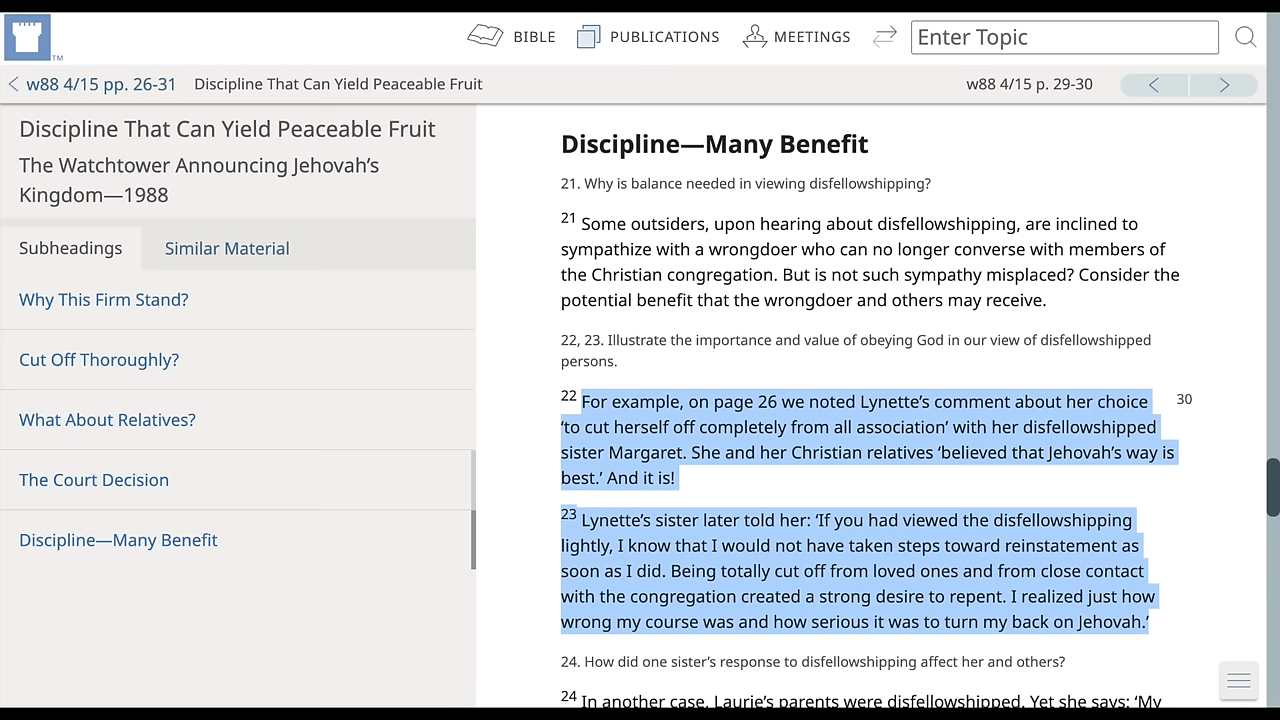 TM
BIBLE
PUBLICATIONS
MEETINGS
Enter Topic
w88 4/15 pp. 26-31
Discipline That Can Yield Peaceable Fruit
w88 4/15 p. 29-30
Discipline That Can Yield Peaceable Fruit
The Watchtower Announcing Jehovah’s
Kingdom—1988
Subheadings
Similar Material
Why This Firm Stand?
Cut Off Thoroughly?
What About Relatives?
The Court Decision
Discipline—Many Benefit
Discipline—Many Benefit
21. Why is balance needed in viewing disfellowshipping?
21 Some outsiders, upon hearing about disfellowshipping, are inclined to
sympathize with a wrongdoer who can no longer converse with members of
the Christian congregation. But is not such sympathy misplaced? Consider the
potential benefit that the wrongdoer and others may receive.
22, 23. Illustrate the importance and value of obeying God in our view of disfellowshipped
persons.
22 For example, on page 26 we noted Lynette’s comment about her choice
30
‘to cut herself off completely from all association’ with her disfellowshipped
sister Margaret. She and her Christian relatives ‘believed that Jehovah’s way is
best.’ And it is!
23 Lynette’s sister later told her: ‘If you had viewed the disfellowshipping
lightly, I know that I would not have taken steps toward reinstatement as
soon as I did. Being totally cut off from loved ones and from close contact
with the congregation created a strong desire to repent. I realized just how
wrong my course was and how serious it was to turn my back on Jehovah.’
24. How did one sister’s response to disfellowshipping affect her and others?
24 In another case, Laurie’s parents were disfellowshipped. Yet she says: ‘My